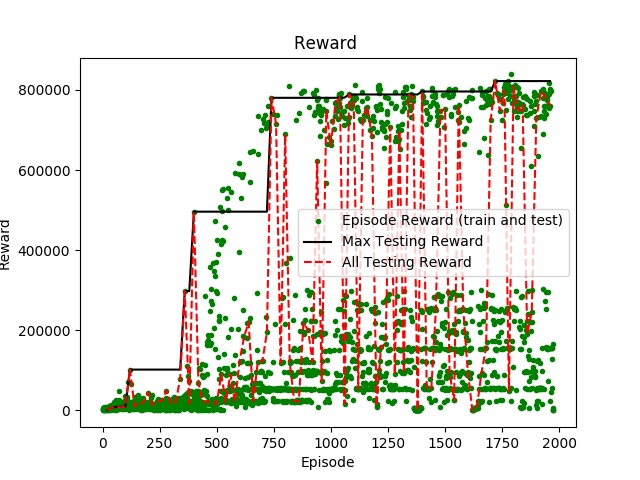 Reward
800000
600000
400000
200000
0
Reward
Episode Reward (train and test)
Max Testing Reward
All Testing Reward
0 250 500 750 1000 1250 1500 1750 2000
Episode